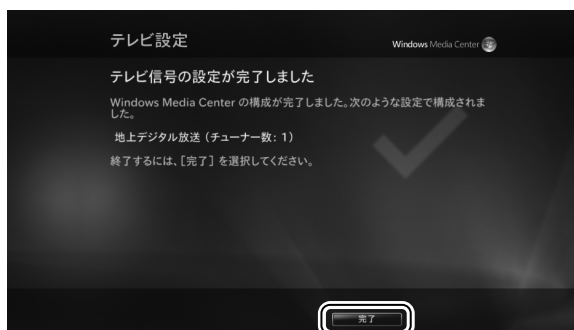 テレビ設定
Windows Media Center
テレビ信号の設定が完了しました
Windows Media Center の構成が完了しました。次のような設定で構成されま
した。
地上デジタル放送（チューナー数：1）
終了するには、［完了］を選択してください。
完了